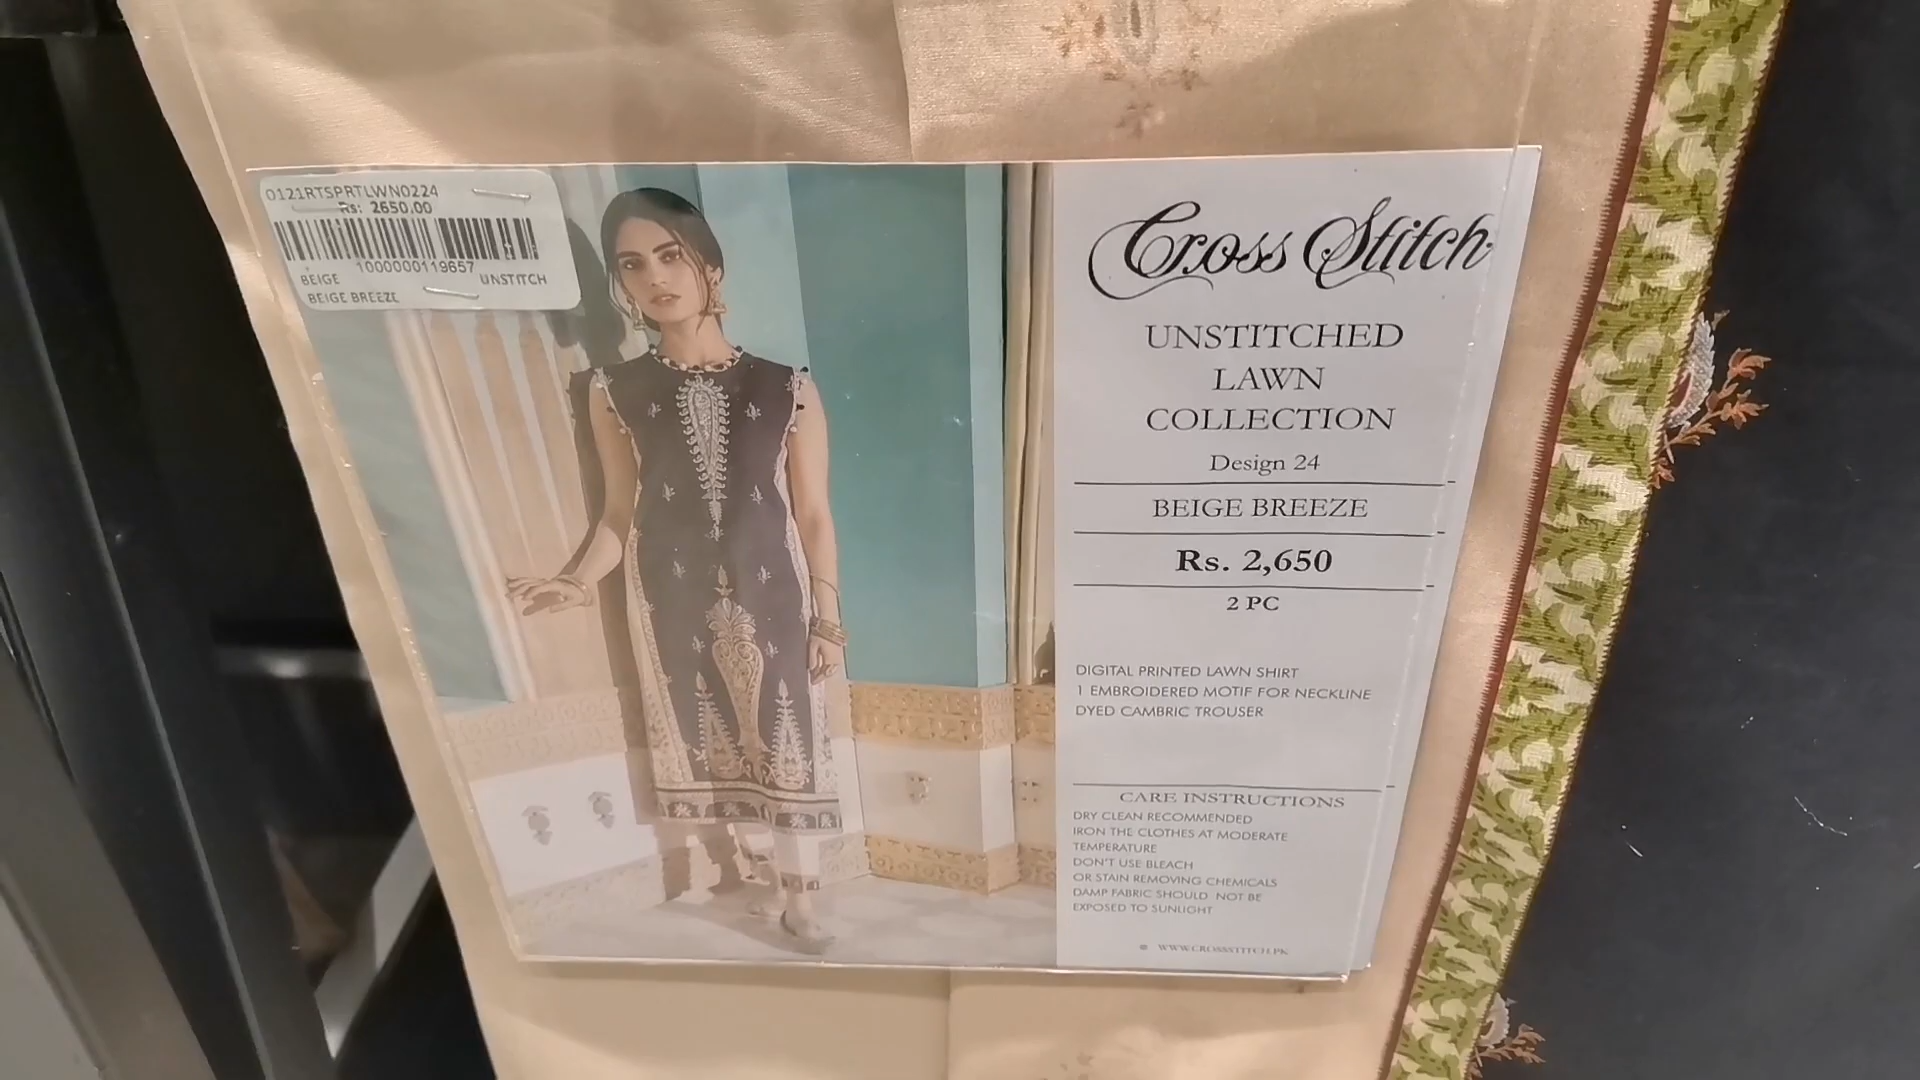 0121RTSPRTLWN0224
Rs: 2650.00
1000000119657
BEIGE
UNSTITCH
BEIGE BREEZE
Cross Stitch
UNSTITCHED
LAWN
COLLECTION
Design 24
BEIGE BREEZE
Rs. 2,650
2 PC
DIGITAL PRINTED LAWN SHIRT
1 EMBROIDERED MOTIF FOR NECKLINE
DYED CAMBRIC TROUSER
CARE INSTRUCTIONS
DRY CLEAN RECOMMENDED
IRON THE CLOTHES AT MODERATE
TEMPERATURE
DON'T USE BLEACH
OR STAIN REMOVING CHEMICALS
DAMP FABRIC SHOULD NOT BE
EXPOSED TO SUNLIGHT
WWW.CROSSSTITCH.PK